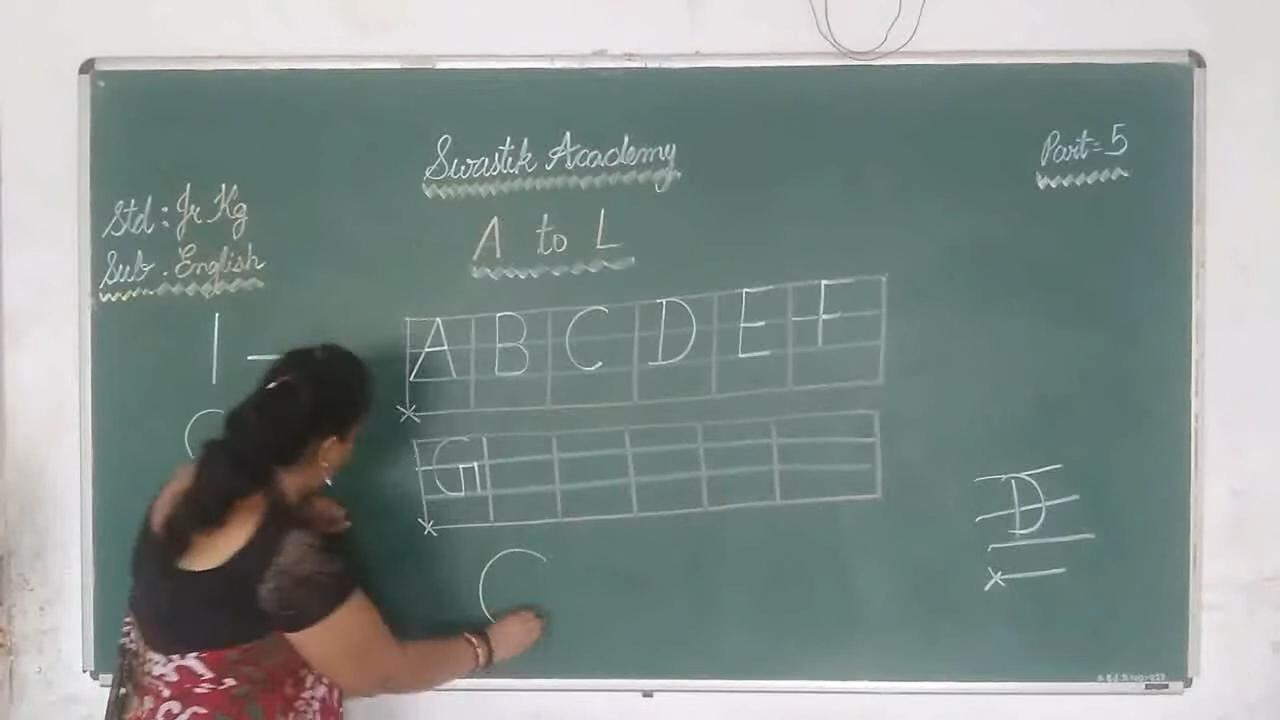 Swastik Academy
Part=5
Std : Jr Kg
Sub . English
A to L
A B C D E F
G
D
C